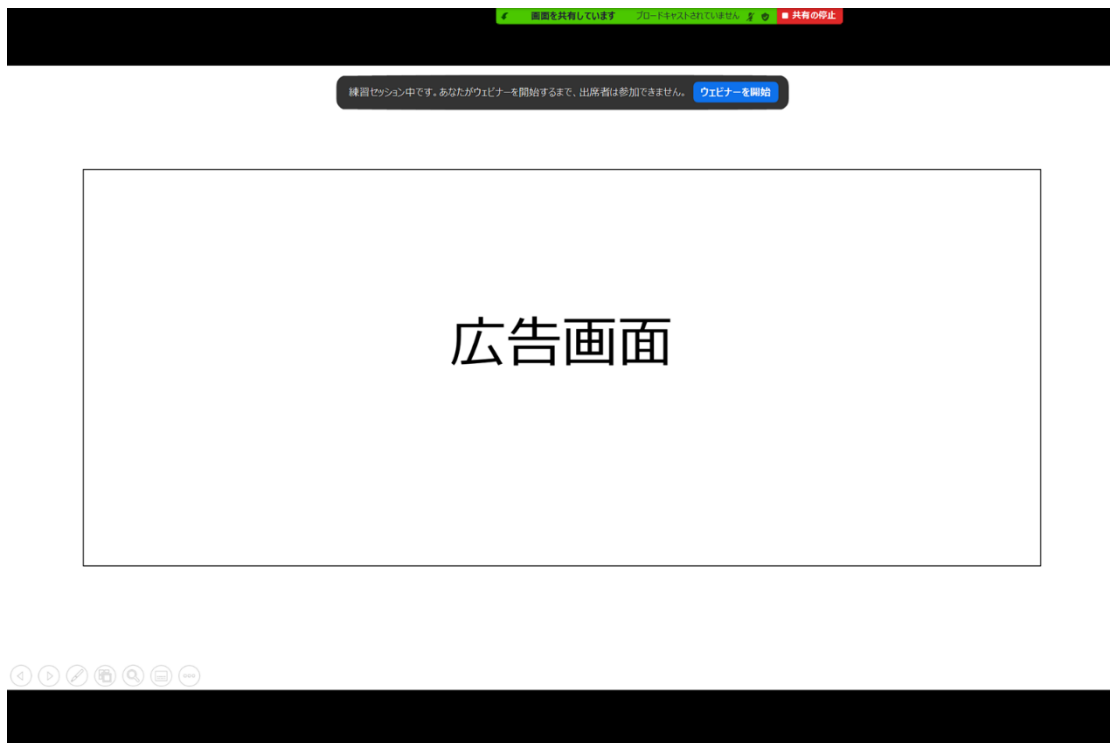 画面を共有しています ブロードキャストされていません 共有の停止
練習セッション中です。あなたがウェビナーを開始するまで、出席者は参加できません。 ウェビナーを開始
広告画面